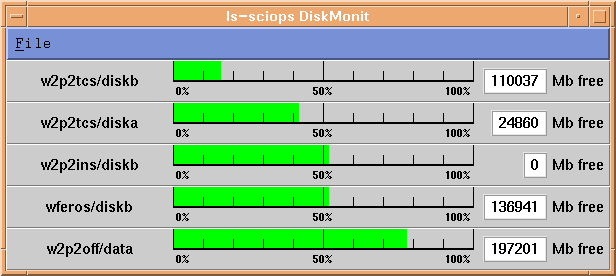 ls-sciops DiskMonit
File
w2p2tcs/diskb 0% 50% 100% 110037 Mb free
w2p2tcs/diska 0% 50% 100% 24860 Mb free
w2p2ins/diskb 0% 50% 100% 0 Mb free
wferos/diskb 0% 50% 100% 136941 Mb free
w2p2off/data 0% 50% 100% 197201 Mb free